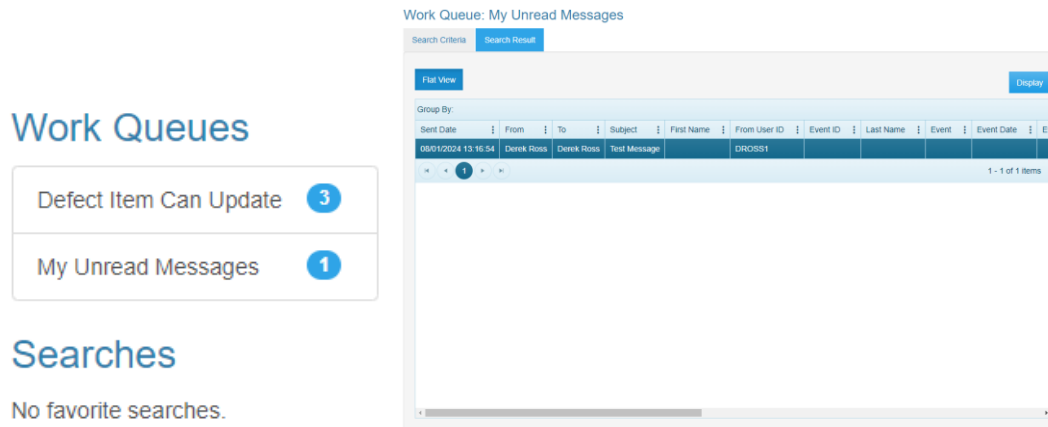 Work Queues
Defect Item Can Update 3
My Unread Messages 1
Searches
No favorite searches.
Work Queue: My Unread Messages
Search Criteria Search Result
Flat View Display
Group By:
Sent Date From To Subject First Name From User ID Event ID Last Name Event Event Date E
08/01/2024 13:16:54 Derek Ross Derek Ross Test Message DROSS1
1 1 - 1 of 1 items